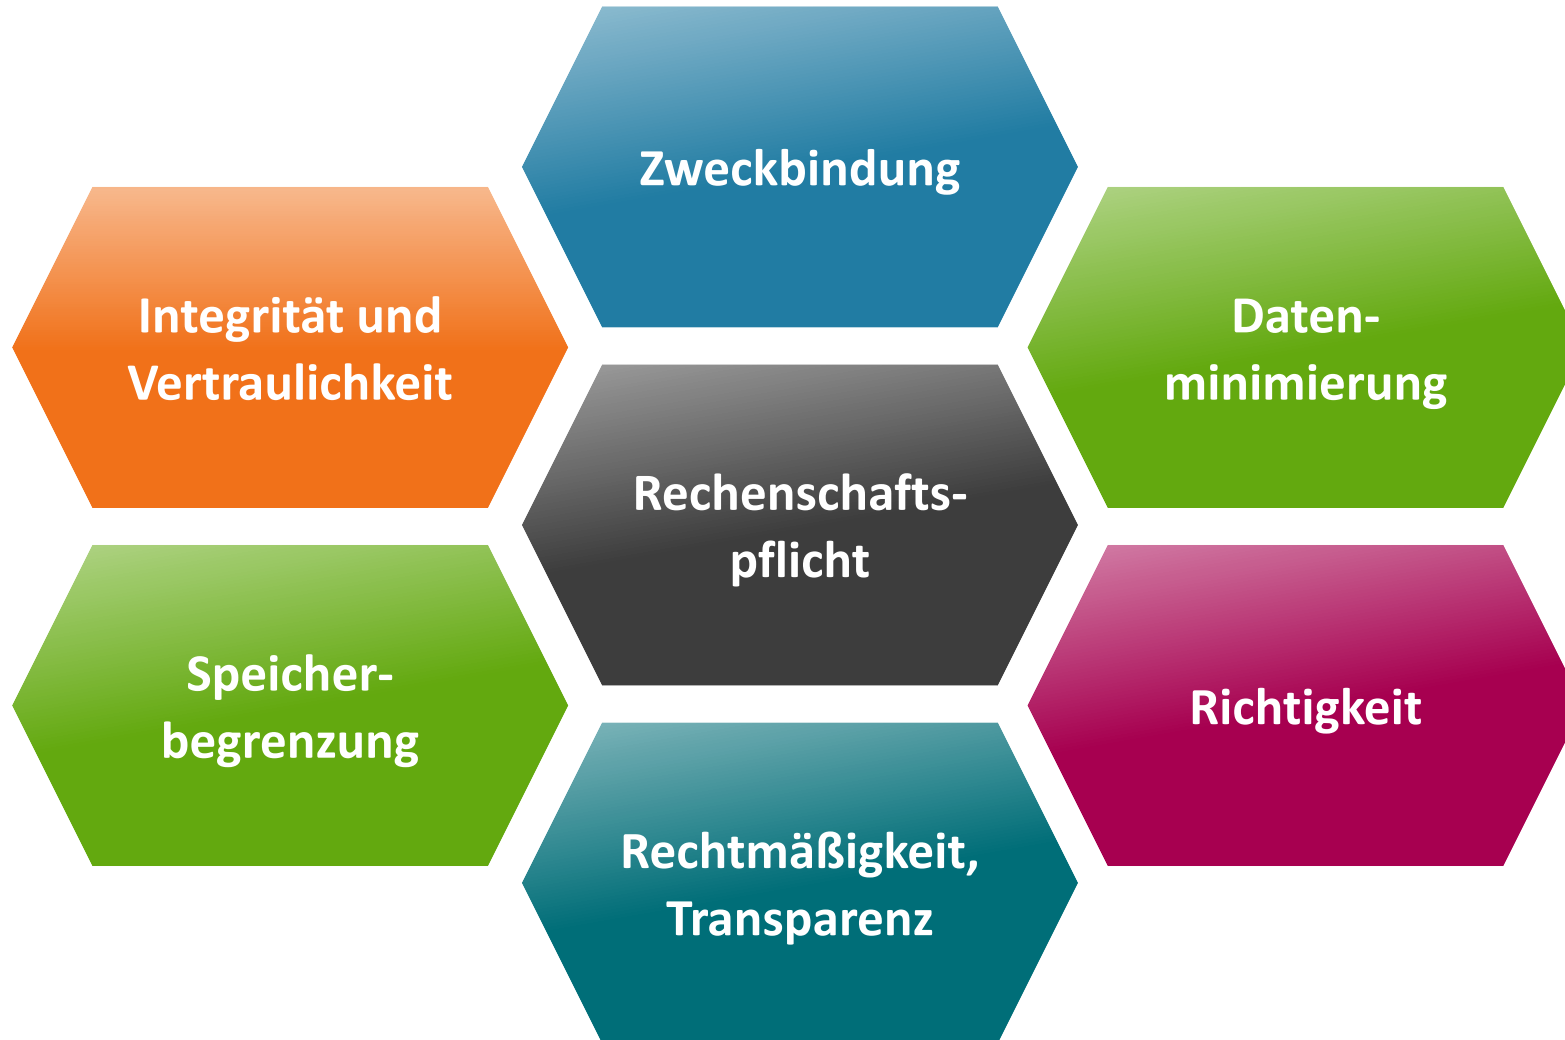 Zweckbindung
Integrität und
Vertraulichkeit
Daten-
minimierung
Rechenschafts-
pflicht
Speicher-
begrenzung
Richtigkeit
Rechtmäßigkeit,
Transparenz